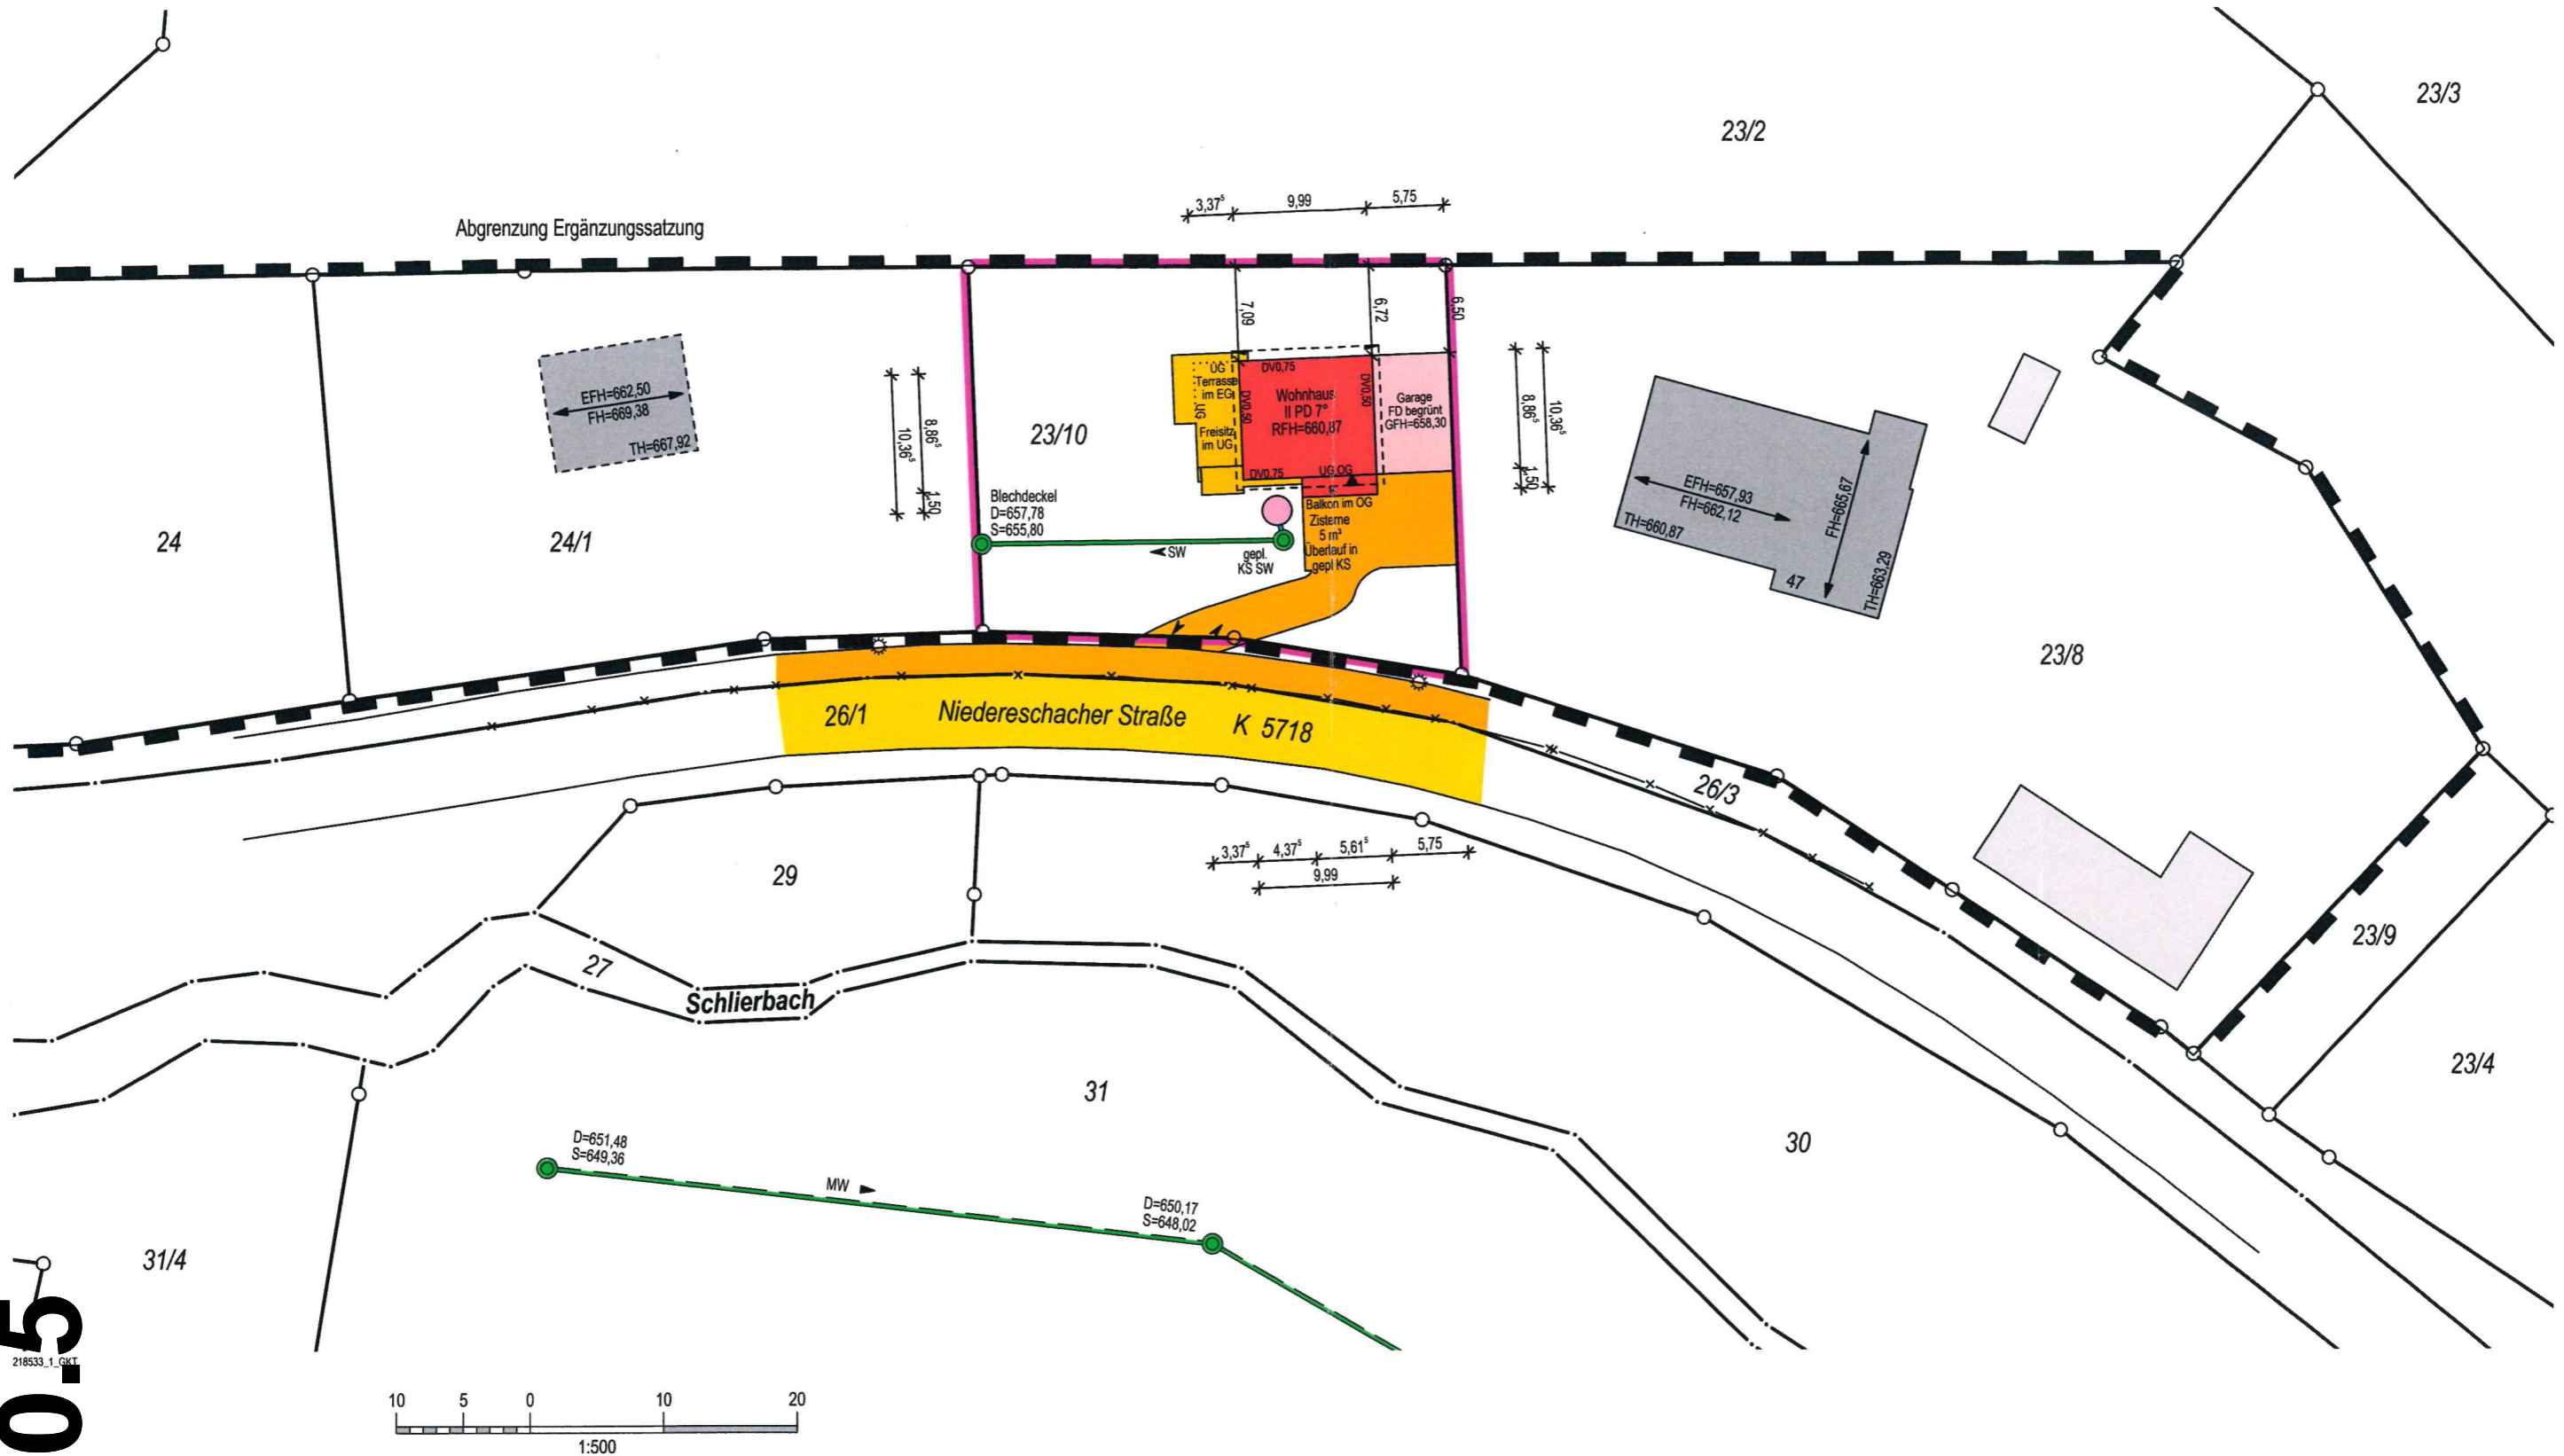 23/3
23/2
3,37⁵
9,99
5,75
Abgrenzung Ergänzungssatzung
7,09
6,72
6,50
EFH=662,50
FH=669,38
TH=667,92
10,36⁵
8,86⁵
1,50
23/10
UG
Terrasse
im EG
UG
Freisitz
im UG
DV0,75
DV0,50
DV0,50
Wohnhaus
II PD 7°
RFH=660,87
DV0,75
UG OG
Garage
FD begrünt
GFH=658,30
8,86⁵
1,50
10,36⁵
EFH=657,93
FH=662,12
TH=660,87
FH=665,67
TH=663,29
47
Blechdeckel
D=657,78
S=655,80
SW
gepl.
KS SW
Balkon im OG
Zisterne
5 m³
Überlauf in
gepl KS
24
24/1
23/8
26/1
Niedereschacher Straße
K 5718
26/3
3,37⁵
4,37⁵
5,61⁵
5,75
9,99
29
27
Schlierbach
23/9
23/4
31
30
D=651,48
S=649,36
MW
D=650,17
S=648,02
31/4
0.5
218533_1_GKT
10
5
0
10
20
1:500